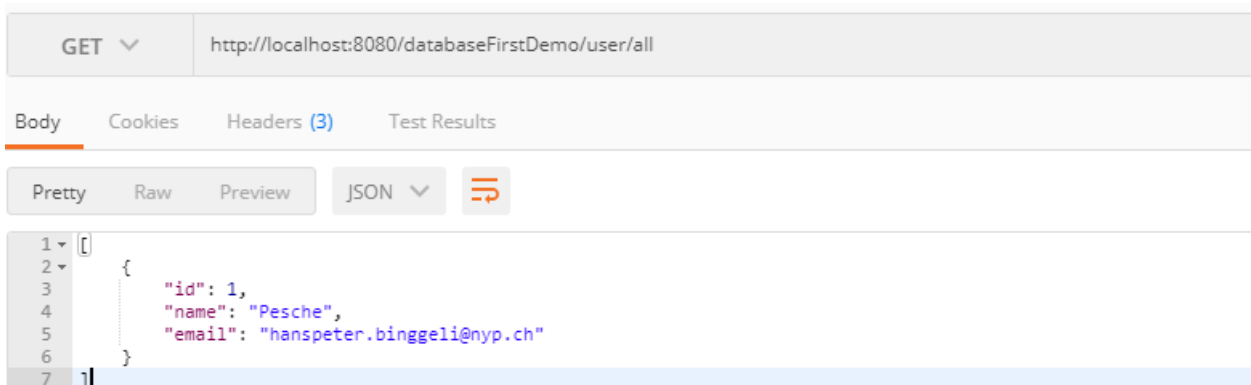 GET http://localhost:8080/databaseFirstDemo/user/all
Body Cookies Headers (3) Test Results
Pretty Raw Preview JSON
1 [
2 {
3 "id": 1,
4 "name": "Pesche",
5 "email": "hanspeter.binggeli@nyp.ch"
6 }
7 ]